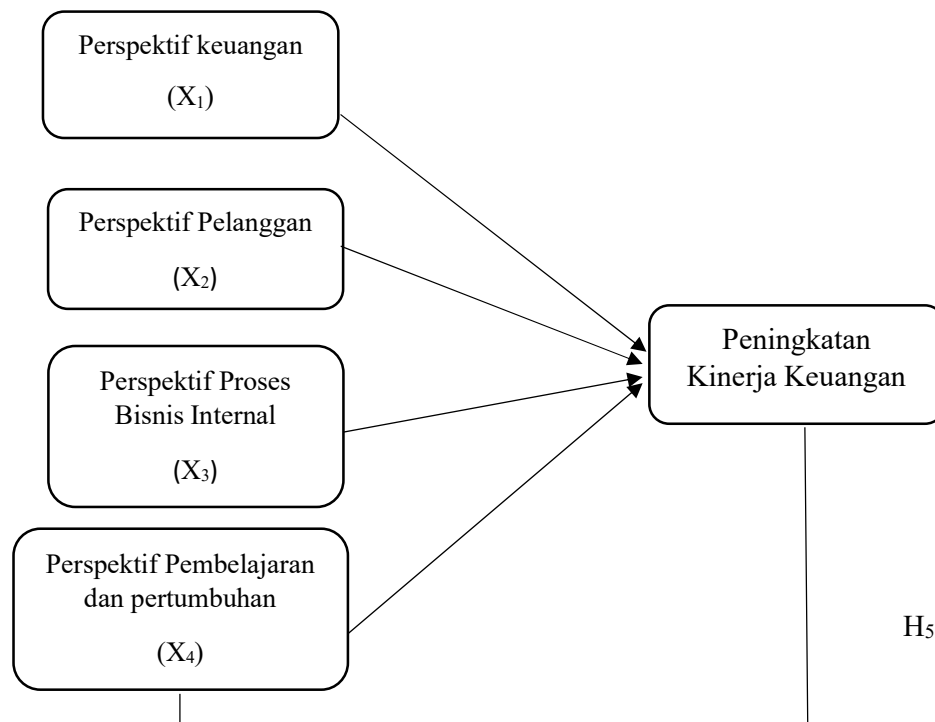 Perspektif keuangan
(X₁)
Perspektif Pelanggan
(X₂)
Perspektif Proses
Bisnis Internal
(X₃)
Perspektif Pembelajaran
dan pertumbuhan
(X₄)
Peningkatan
Kinerja Keuangan
H₅